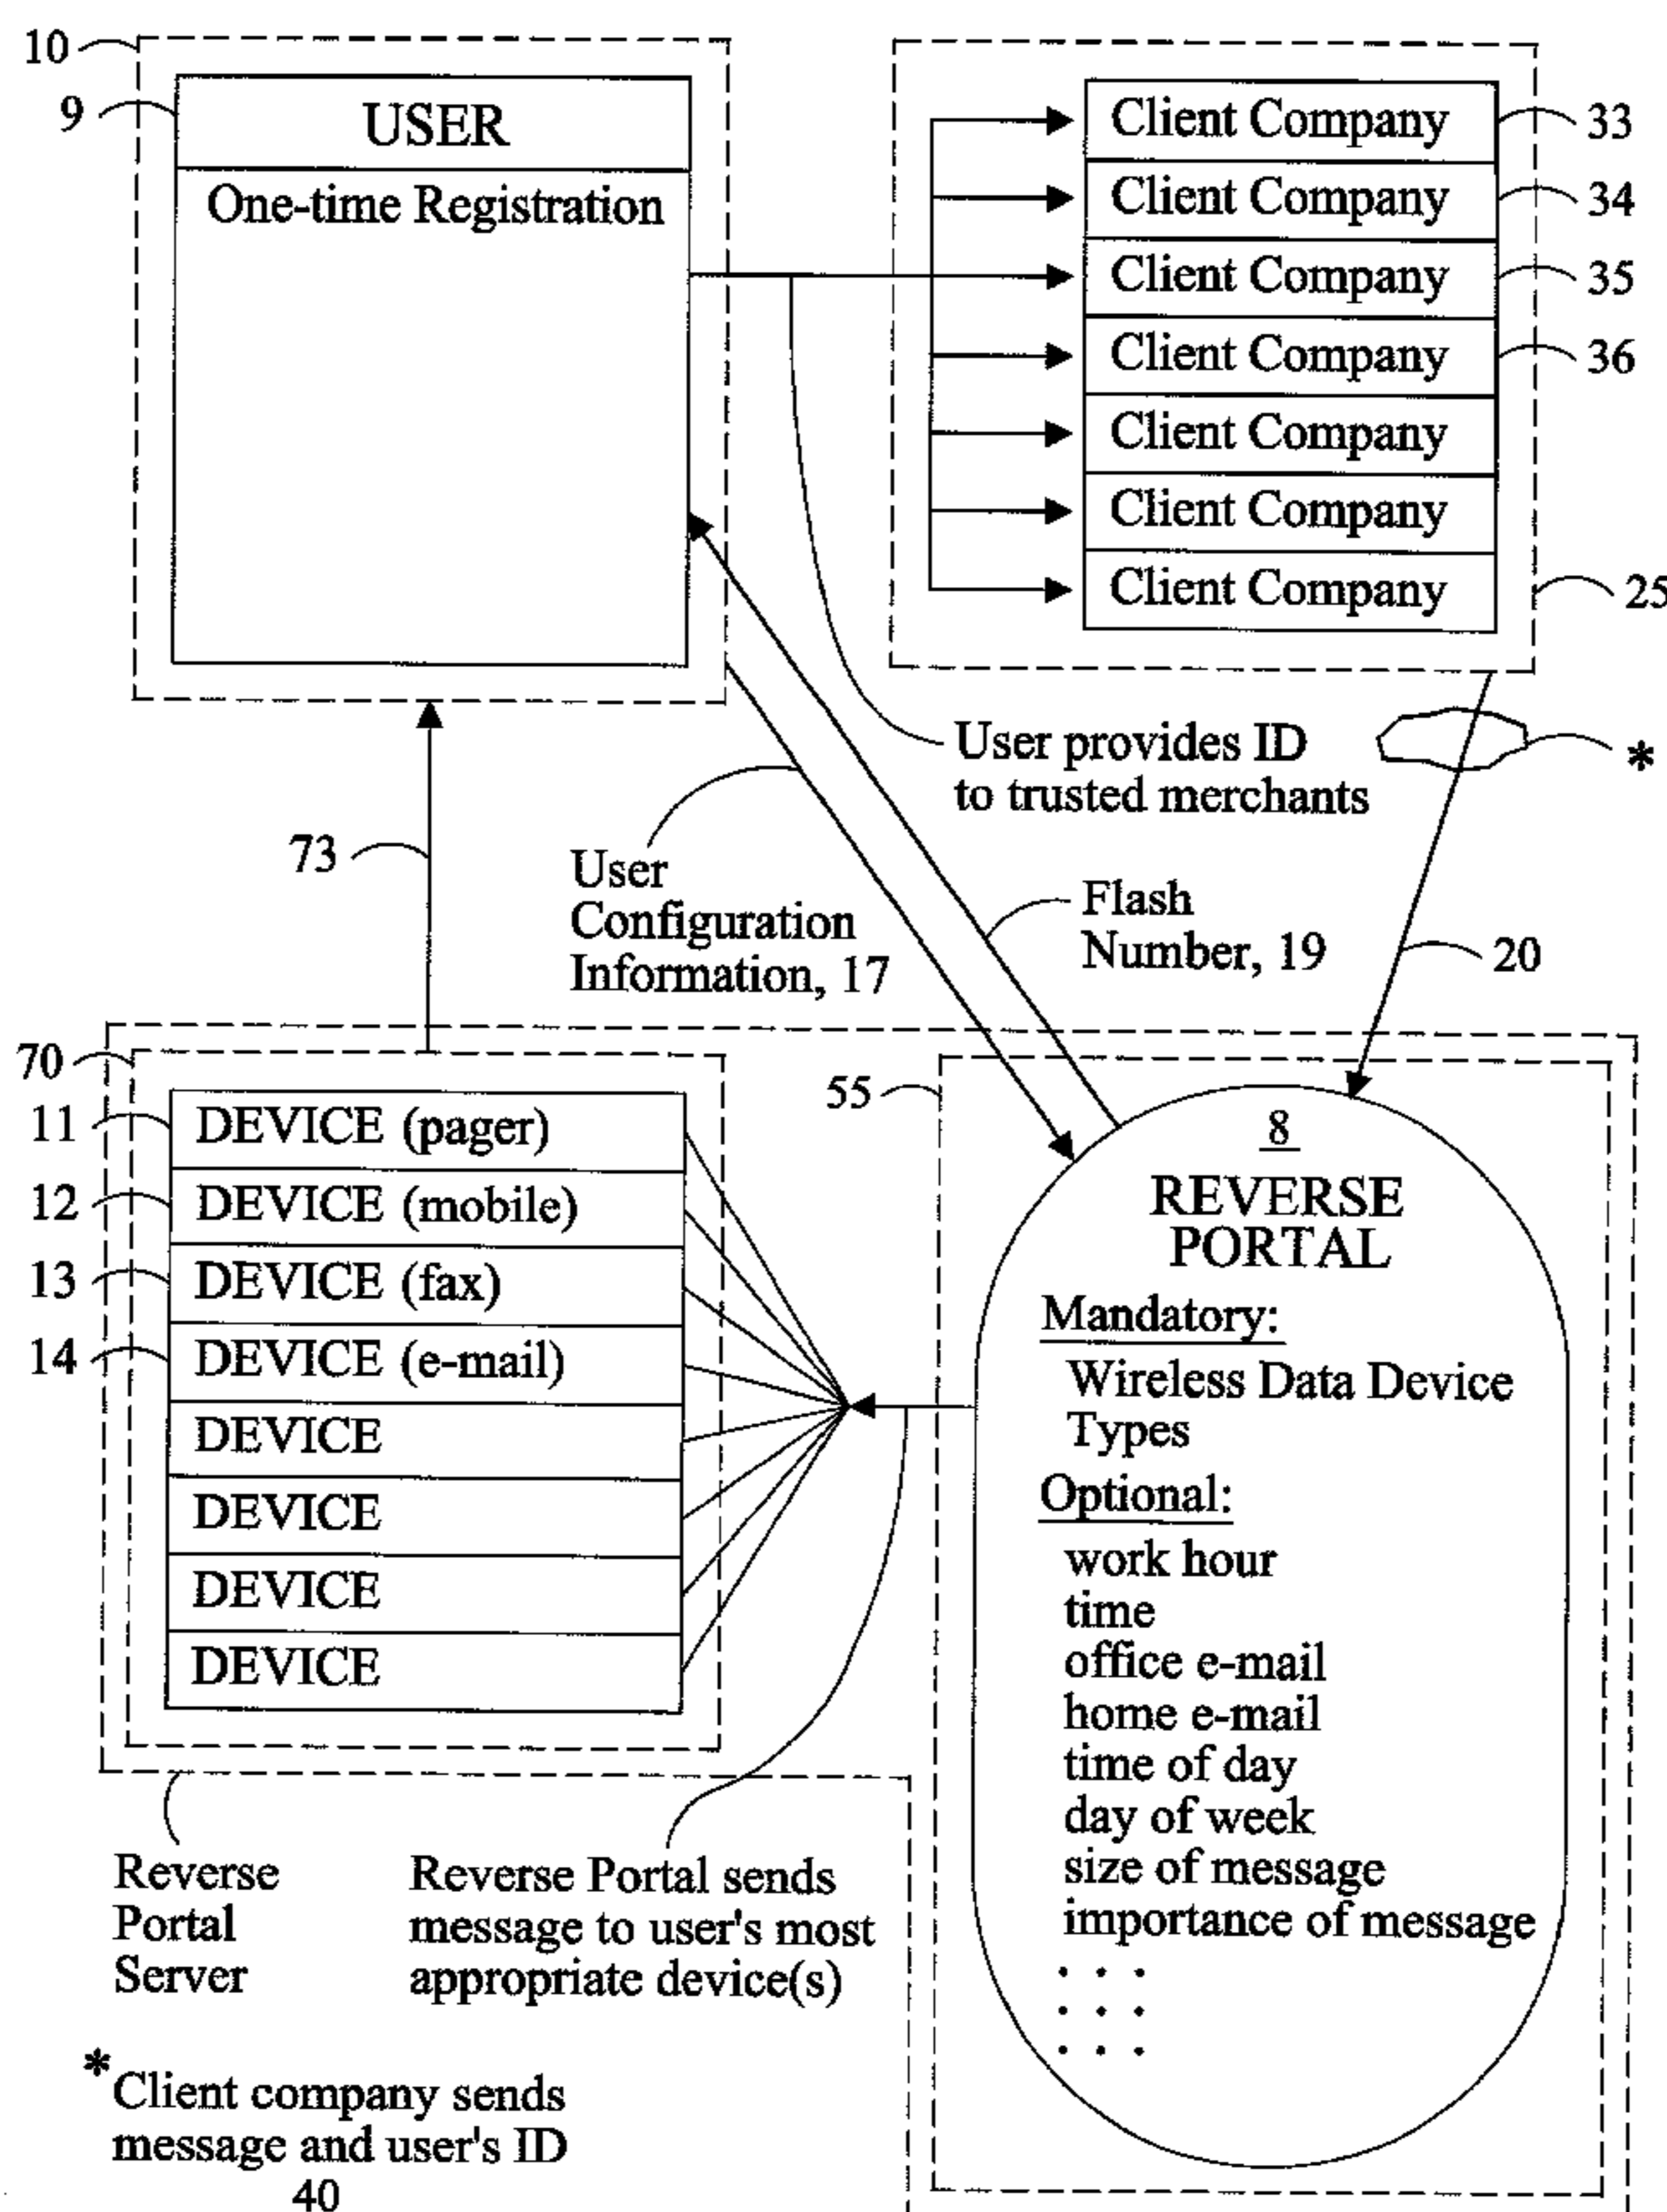 10
9
USER
One-time Registration
Client Company
33
Client Company
34
Client Company
35
Client Company
36
Client Company
Client Company
Client Company
25
User provides ID
to trusted merchants
*
73
User
Configuration
Information, 17
Flash
Number, 19
20
70
11
DEVICE (pager)
12
DEVICE (mobile)
13
DEVICE (fax)
14
DEVICE (e-mail)
DEVICE
DEVICE
DEVICE
DEVICE
55
8
REVERSE
PORTAL
Mandatory:
Wireless Data Device
Types
Optional:
work hour
time
office e-mail
home e-mail
time of day
day of week
size of message
importance of message
Reverse
Portal
Server
Reverse Portal sends
message to user's most
appropriate device(s)
*
Client company sends
message and user's ID
40